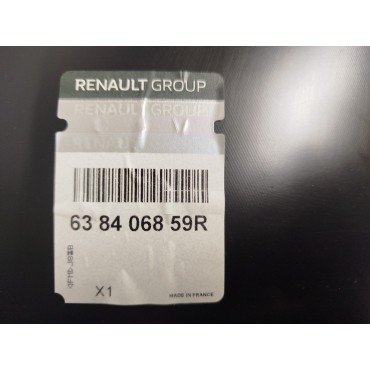 RENAULT GROUP
RENAULT GROUP
63 84 068 59R
X1
MADE IN FRANCE